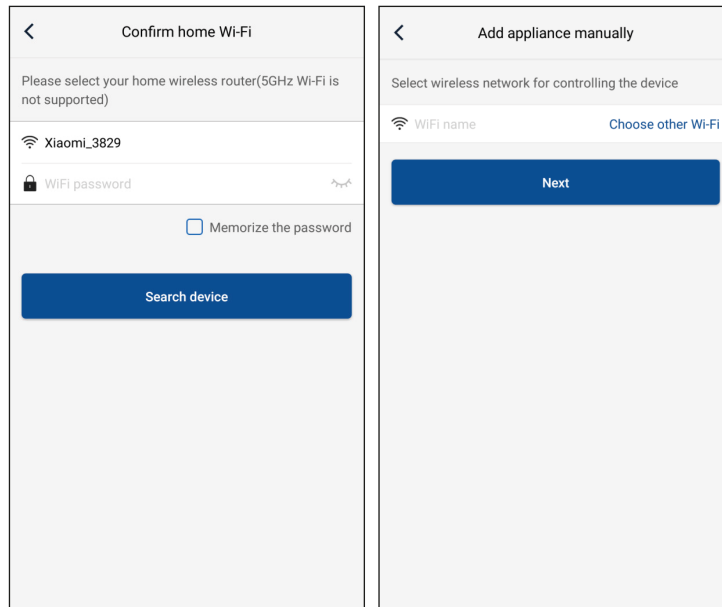 Confirm home Wi-Fi
Please select your home wireless router(5GHz Wi-Fi is
not supported)
Xiaomi_3829
WiFi password
Memorize the password
Search device
Add appliance manually
Select wireless network for controlling the device
WiFi name
Choose other Wi-Fi
Next